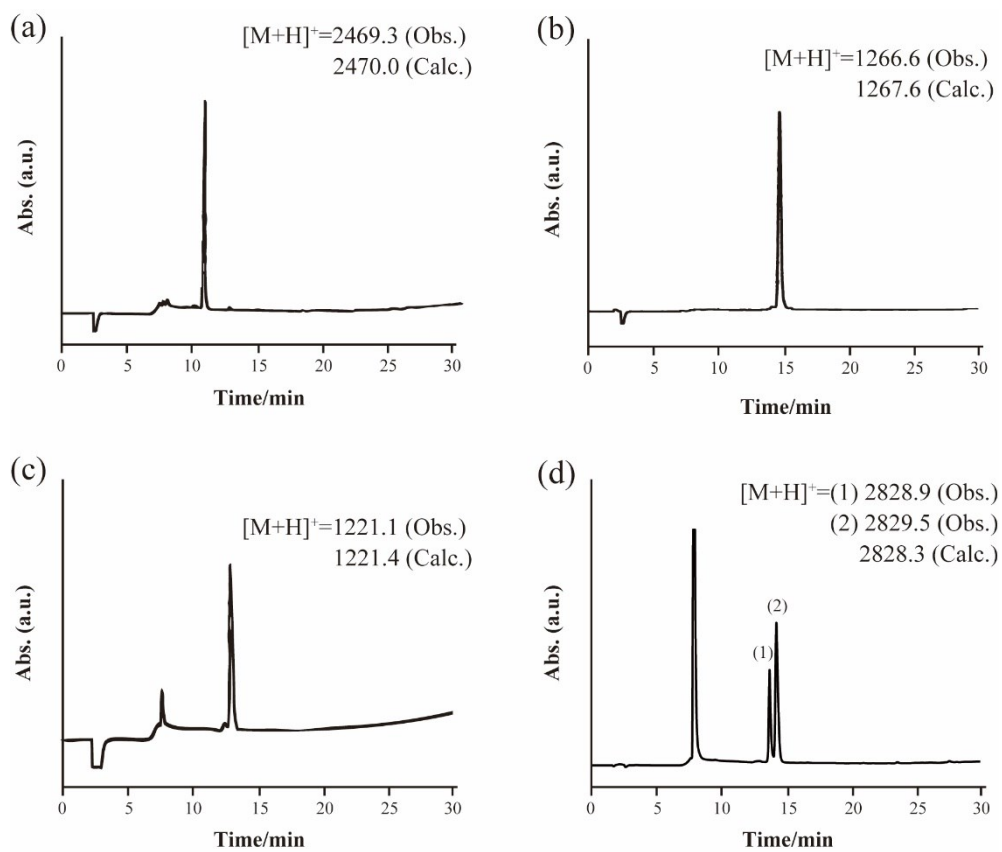 (a)
[M+H]⁺=2469.3 (Obs.)
2470.0 (Calc.)
Abs. (a.u.)
0 5 10 15 20 25 30
Time/min
(b)
[M+H]⁺=1266.6 (Obs.)
1267.6 (Calc.)
Abs. (a.u.)
0 5 10 15 20 25 30
Time/min
(c)
[M+H]⁺=1221.1 (Obs.)
1221.4 (Calc.)
Abs. (a.u.)
0 5 10 15 20 25 30
Time/min
(d)
[M+H]⁺=(1) 2828.9 (Obs.)
(2) 2829.5 (Obs.)
2828.3 (Calc.)
(2)
(1)
Abs. (a.u.)
0 5 10 15 20 25 30
Time/min